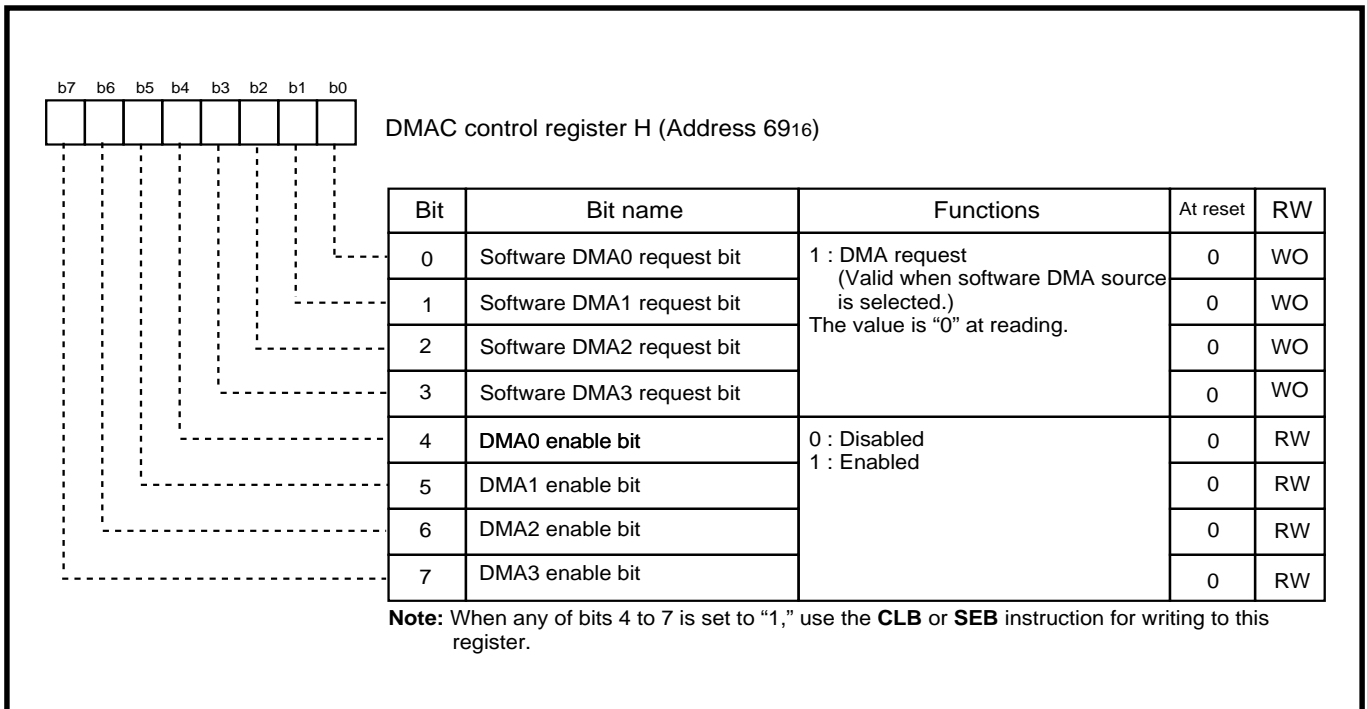 b7 b6 b5 b4 b3 b2 b1 b0
DMAC control register H (Address 6916)
Bit Bit name Functions At reset RW
0 Software DMA0 request bit 1 : DMA request 0 WO
(Valid when software DMA source
1 Software DMA1 request bit is selected.) 0 WO
The value is “0” at reading.
2 Software DMA2 request bit 0 WO
3 Software DMA3 request bit 0 WO
4 DMA0 enable bit 0 : Disabled 0 RW
1 : Enabled
5 DMA1 enable bit 0 RW
6 DMA2 enable bit 0 RW
7 DMA3 enable bit 0 RW
Note: When any of bits 4 to 7 is set to “1,” use the CLB or SEB instruction for writing to this
register.